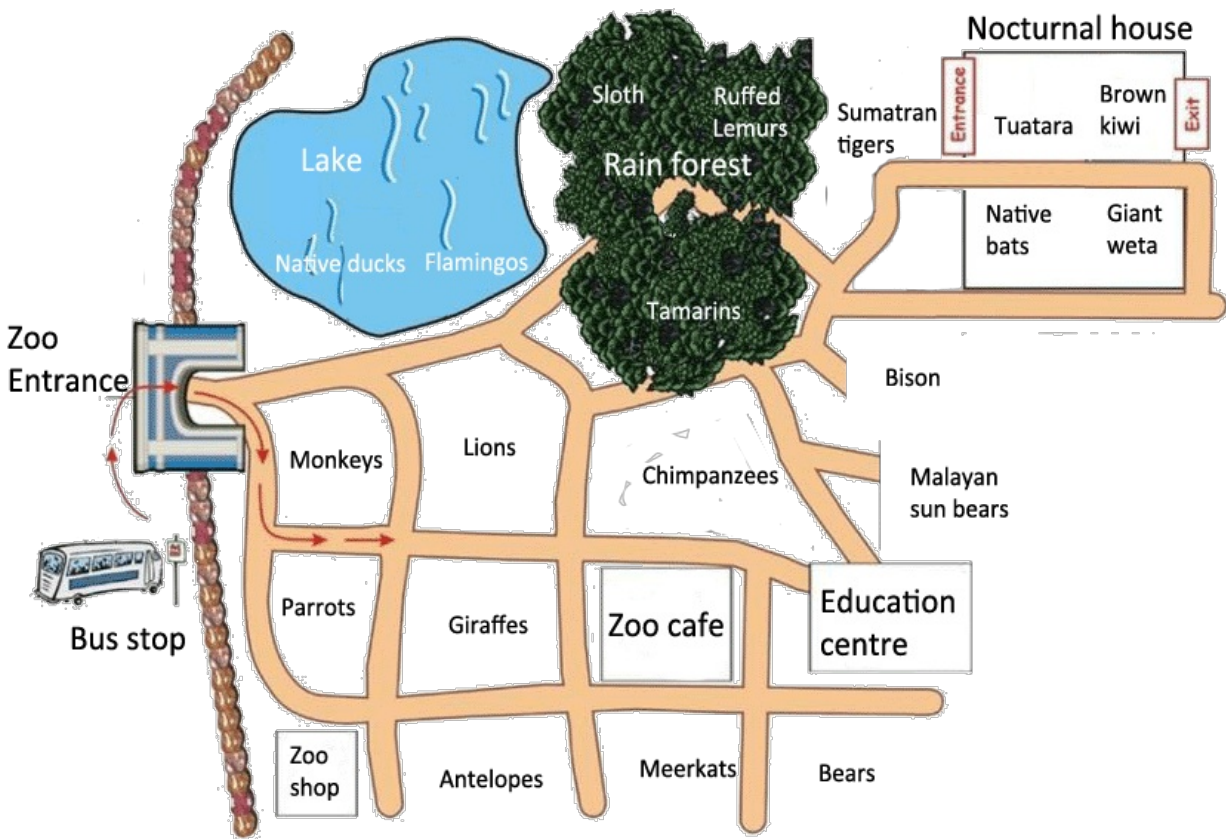 Nocturnal house
Sloth
Ruffed
Lemurs
Rain forest
Sumatran
tigers
Entrance
Tuatara
Brown
kiwi
Exit
Lake
Native ducks
Flamingos
Native
bats
Giant
weta
Tamarins
Zoo
Entrance
Bison
Monkeys
Lions
Chimpanzees
Malayan
sun bears
Bus stop
Parrots
Giraffes
Zoo cafe
Education
centre
Zoo
shop
Antelopes
Meerkats
Bears